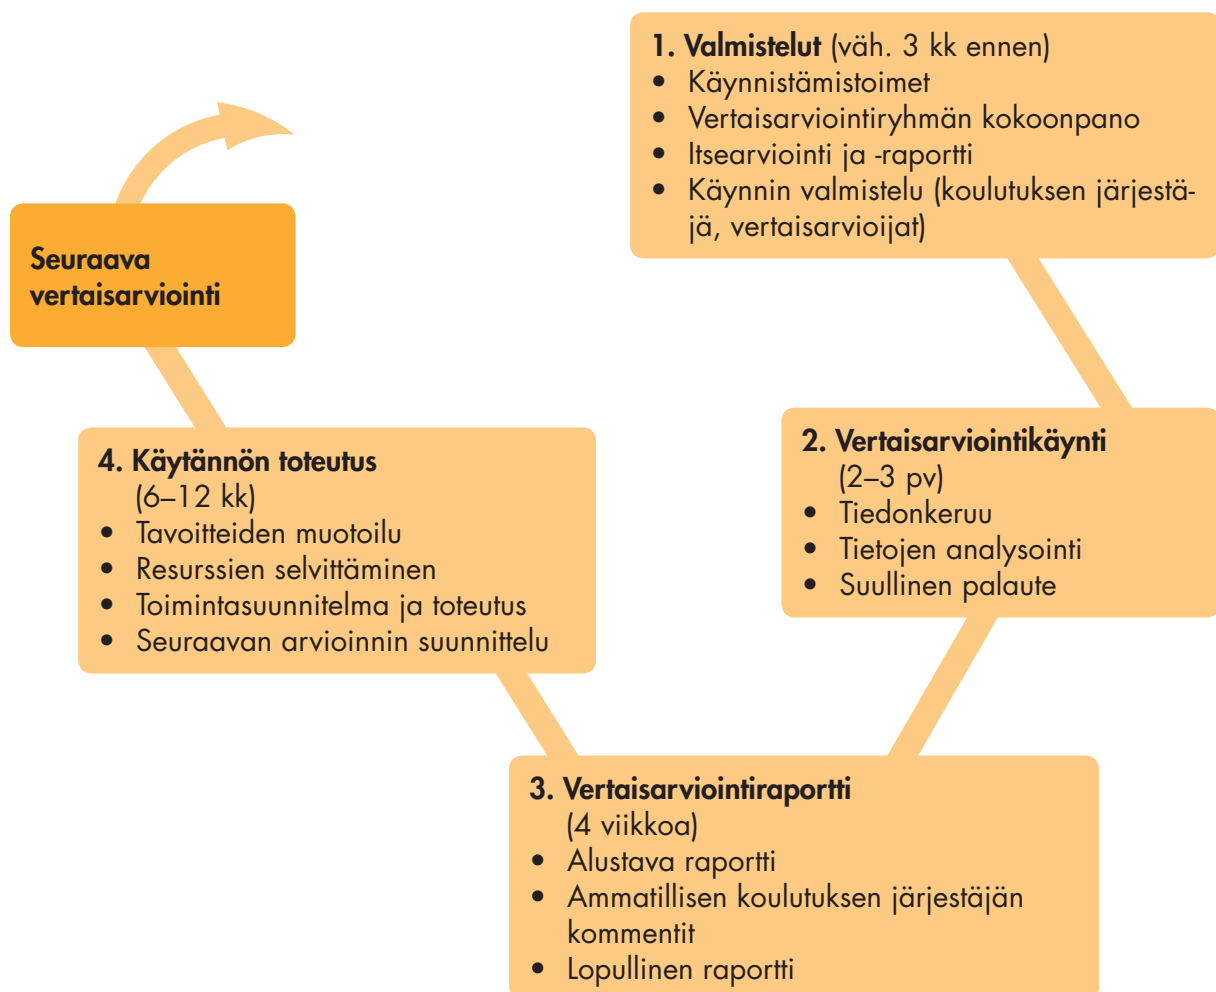 1. Valmistelut (väh. 3 kk ennen)
• Käynnistämistoimet
• Vertaisarviointiryhmän kokoonpano
• Itsearviointi ja -raportti
• Käynnin valmistelu (koulutuksen järjestä-
jä, vertaisarvioijat)
2. Vertaisarviointikäynti
(2–3 pv)
• Tiedonkeruu
• Tietojen analysointi
• Suullinen palaute
3. Vertaisarviointiraportti
(4 viikkoa)
• Alustava raportti
• Ammatillisen koulutuksen järjestäjän
kommentit
• Lopullinen raportti
4. Käytännön toteutus
(6–12 kk)
• Tavoitteiden muotoilu
• Resurssien selvittäminen
• Toimintasuunnitelma ja toteutus
• Seuraavan arvioinnin suunnittelu
Seuraava
vertaisarviointi